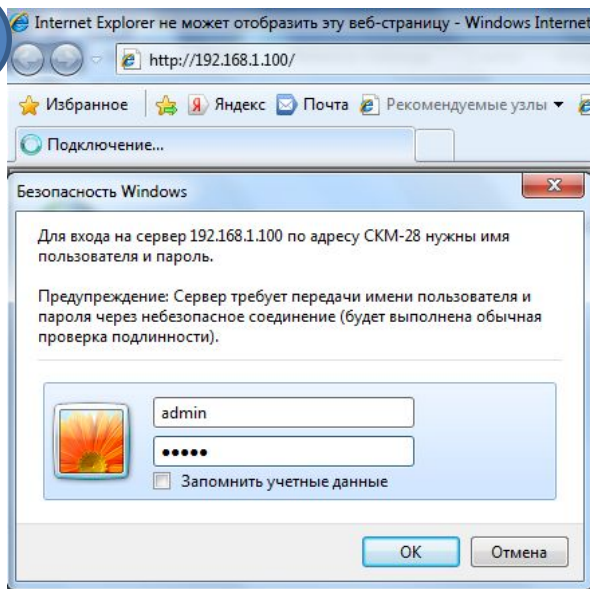 Internet Explorer не может отобразить эту веб-страницу - Windows Internet
http://192.168.1.100/
Избранное Яндекс Почта Рекомендуемые узлы
Подключение...
Безопасность Windows
Для входа на сервер 192.168.1.100 по адресу СКМ-28 нужны имя
пользователя и пароль.
Предупреждение: Сервер требует передачи имени пользователя и
пароля через небезопасное соединение (будет выполнена обычная
проверка подлинности).
admin
•••••
Запомнить учетные данные
ОК Отмена